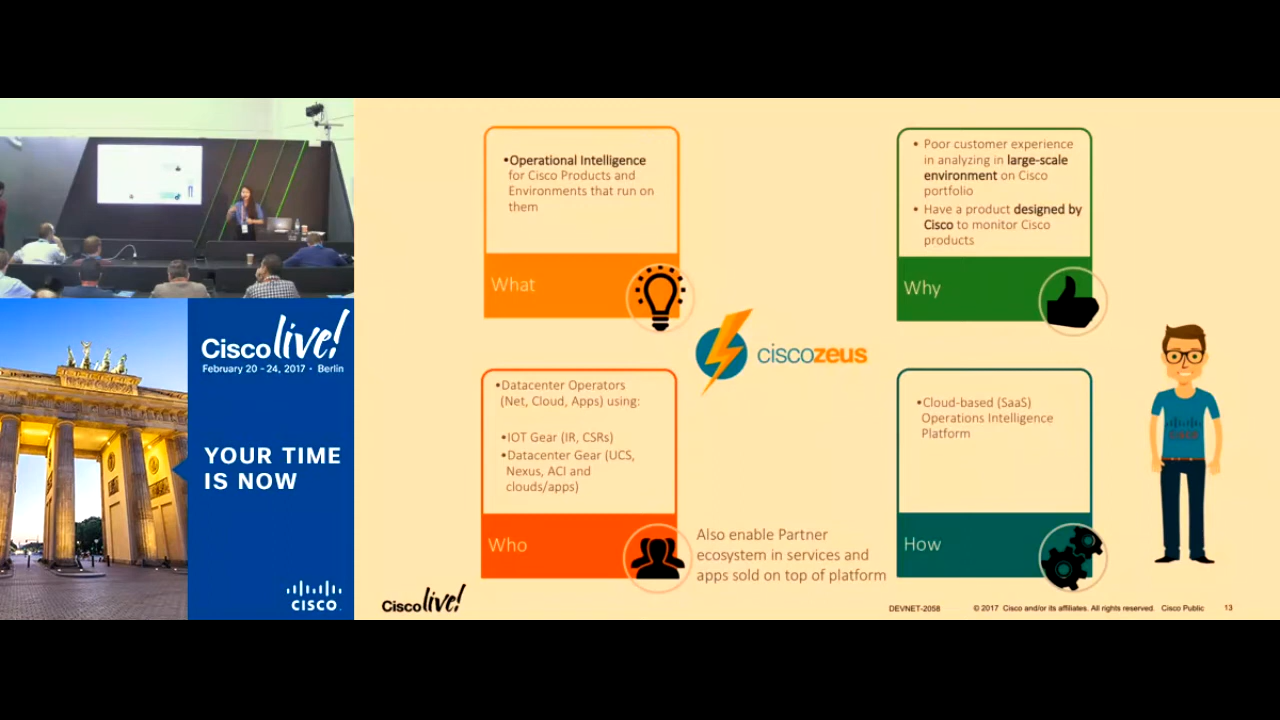 Cisco live!
February 20 - 24, 2017 • Berlin
YOUR TIME
IS NOW
CISCO
•Operational Intelligence
for Cisco Products and
Environments that run on
them
What
• Poor customer experience
in analyzing in large-scale
environment on Cisco
portfolio
• Have a product designed by
Cisco to monitor Cisco
products
Why
ciscozeus
•Datacenter Operators
(Net, Cloud, Apps) using:
•IOT Gear (IR, CSRs)
•Datacenter Gear (UCS,
Nexus, ACI and
clouds/apps)
Who
Also enable Partner
ecosystem in services and
apps sold on top of platform
•Cloud-based (SaaS)
Operations Intelligence
Platform
How
Cisco live!
DEVNET-2058
© 2017 Cisco and/or its affiliates. All rights reserved. Cisco Public
13